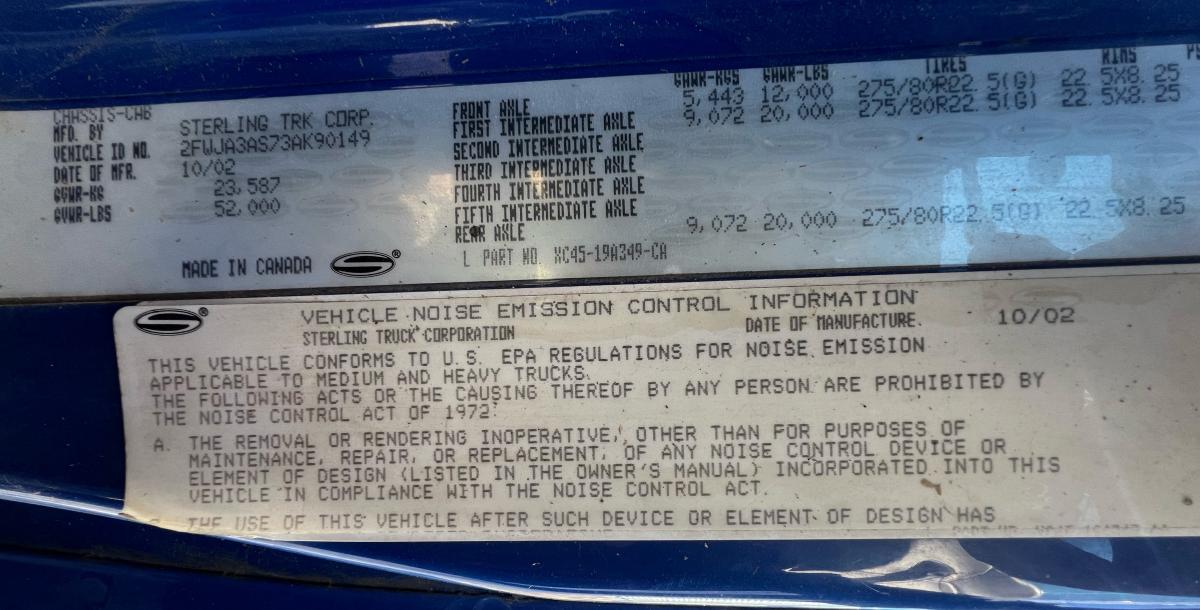 CHASSIS-CAB
MFD. BY STERLING TRK CORP.
VEHICLE ID NO. 2FWJA3AS73AK90149
DATE OF MFR. 10/02
GVWR-KG 23,587
GVWR-LBS 52,000
MADE IN CANADA ®
GAWR-KGS GAWR-LBS TIRES RIMS
FRONT AXLE 5,443 12,000 275/80R22.5(G) 22.5X8.25
FIRST INTERMEDIATE AXLE 9,072 20,000 275/80R22.5(G) 22.5X8.25
SECOND INTERMEDIATE AXLE
THIRD INTERMEDIATE AXLE
FOURTH INTERMEDIATE AXLE
FIFTH INTERMEDIATE AXLE
REAR AXLE 9,072 20,000 275/80R22.5(G) 22.5X8.25
L PART NO. XC45-19A349-CA
VEHICLE NOISE EMISSION CONTROL INFORMATION
STERLING TRUCK CORPORATION DATE OF MANUFACTURE. 10/02
THIS VEHICLE CONFORMS TO U.S. EPA REGULATIONS FOR NOISE EMISSION
APPLICABLE TO MEDIUM AND HEAVY TRUCKS.
THE FOLLOWING ACTS OR THE CAUSING THEREOF BY ANY PERSON ARE PROHIBITED BY
THE NOISE CONTROL ACT OF 1972
A. THE REMOVAL OR RENDERING INOPERATIVE, OTHER THAN FOR PURPOSES OF
MAINTENANCE, REPAIR, OR REPLACEMENT, OF ANY NOISE CONTROL DEVICE OR
ELEMENT OF DESIGN (LISTED IN THE OWNER'S MANUAL) INCORPORATED INTO THIS
VEHICLE IN COMPLIANCE WITH THE NOISE CONTROL ACT.
THE USE OF THIS VEHICLE AFTER SUCH DEVICE OR ELEMENT OF DESIGN HAS